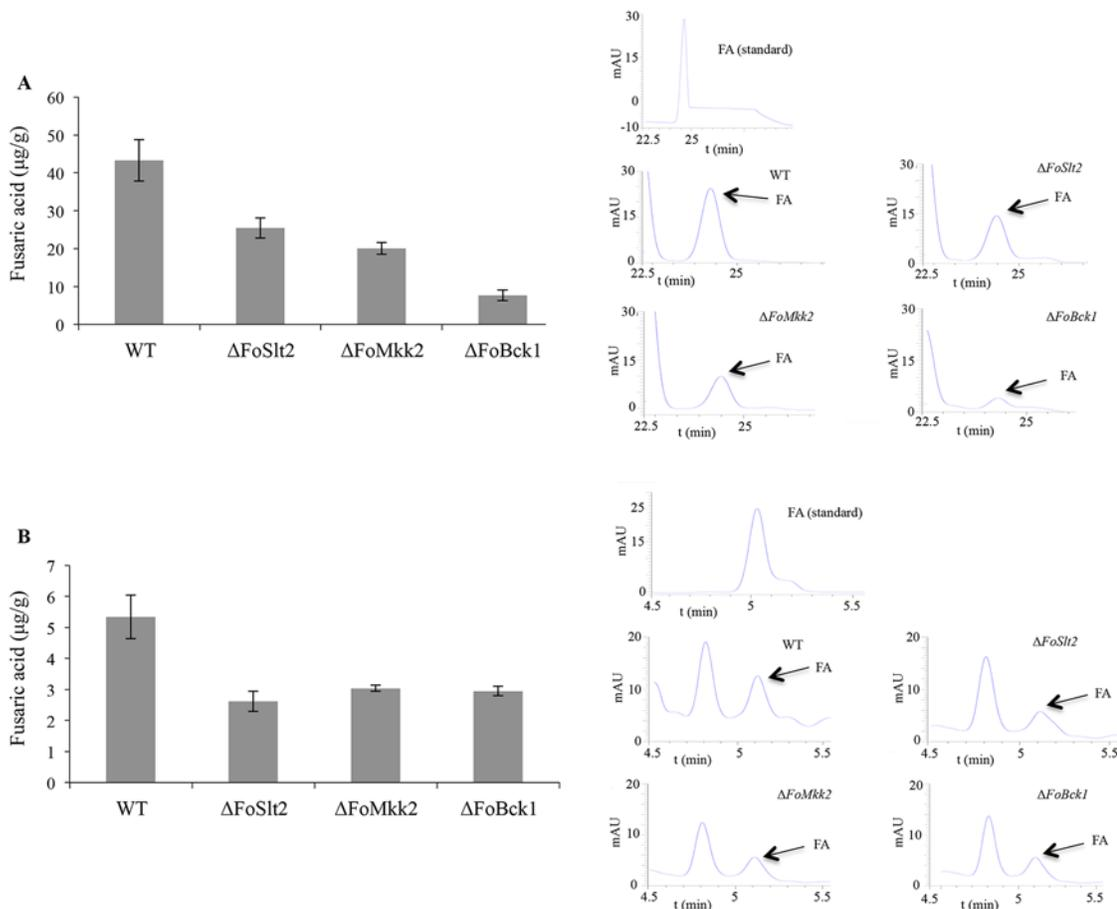 A
Fusaric acid (µg/g)
60
50
40
30
20
10
0
WT
ΔFoSlt2
ΔFoMkk2
ΔFoBck1
FA (standard)
mAU
30
15
0
-10
22.5
25
t (min)
WT
FA
mAU
30
15
0
22.5
25
t (min)
ΔFoSlt2
FA
mAU
30
15
0
22.5
25
t (min)
ΔFoMkk2
FA
mAU
30
15
0
22.5
25
t (min)
ΔFoBck1
FA
mAU
30
15
0
22.5
25
t (min)
B
Fusaric acid (µg/g)
7
6
5
4
3
2
1
0
WT
ΔFoSlt2
ΔFoMkk2
ΔFoBck1
FA (standard)
mAU
25
15
0
4.5
5
5.5
t (min)
WT
FA
mAU
20
10
0
4.5
5
5.5
t (min)
ΔFoSlt2
FA
mAU
20
10
0
4.5
5
5.5
t (min)
ΔFoMkk2
FA
mAU
20
10
0
4.5
5
5.5
t (min)
ΔFoBck1
FA
mAU
20
10
0
4.5
5
5.5
t (min)